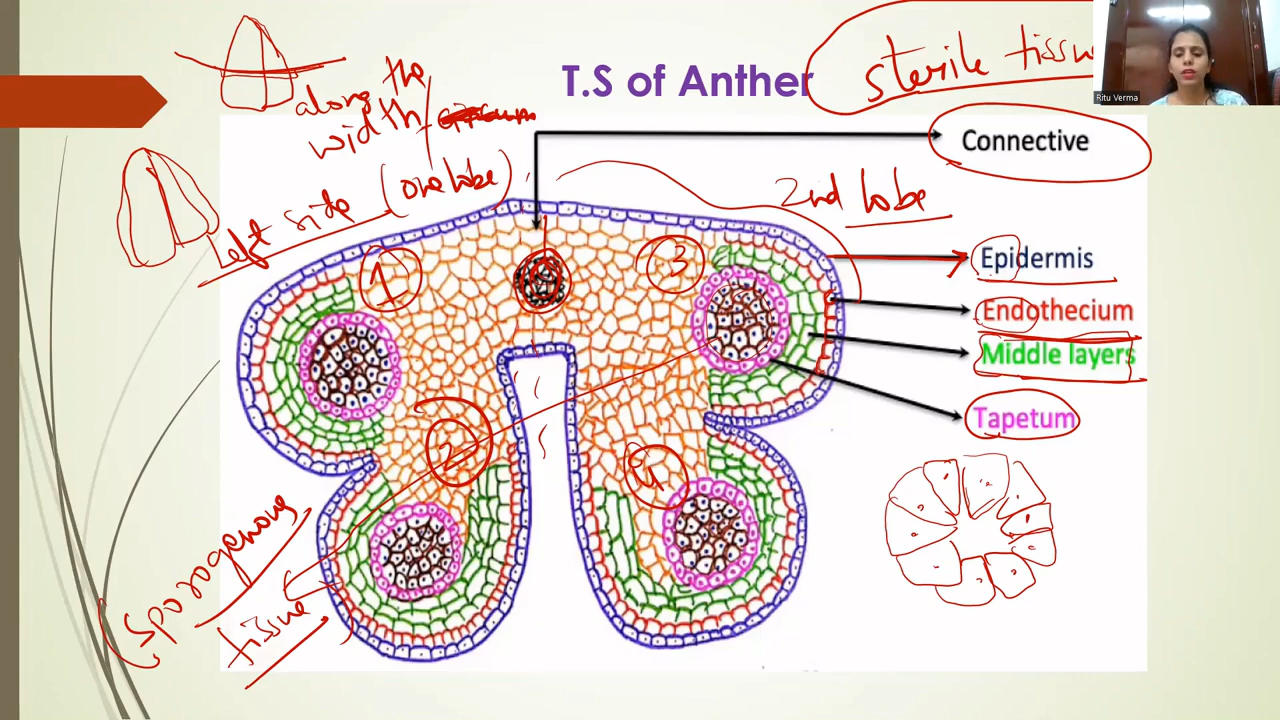 T.S of Anther
sterile tissue
Ritu Verma
along the
width
Left side (one lobe)
2nd lobe
Connective
Epidermis
Endothecium
Middle layers
Tapetum
1
2
3
4
(Sporogenous
tissue)